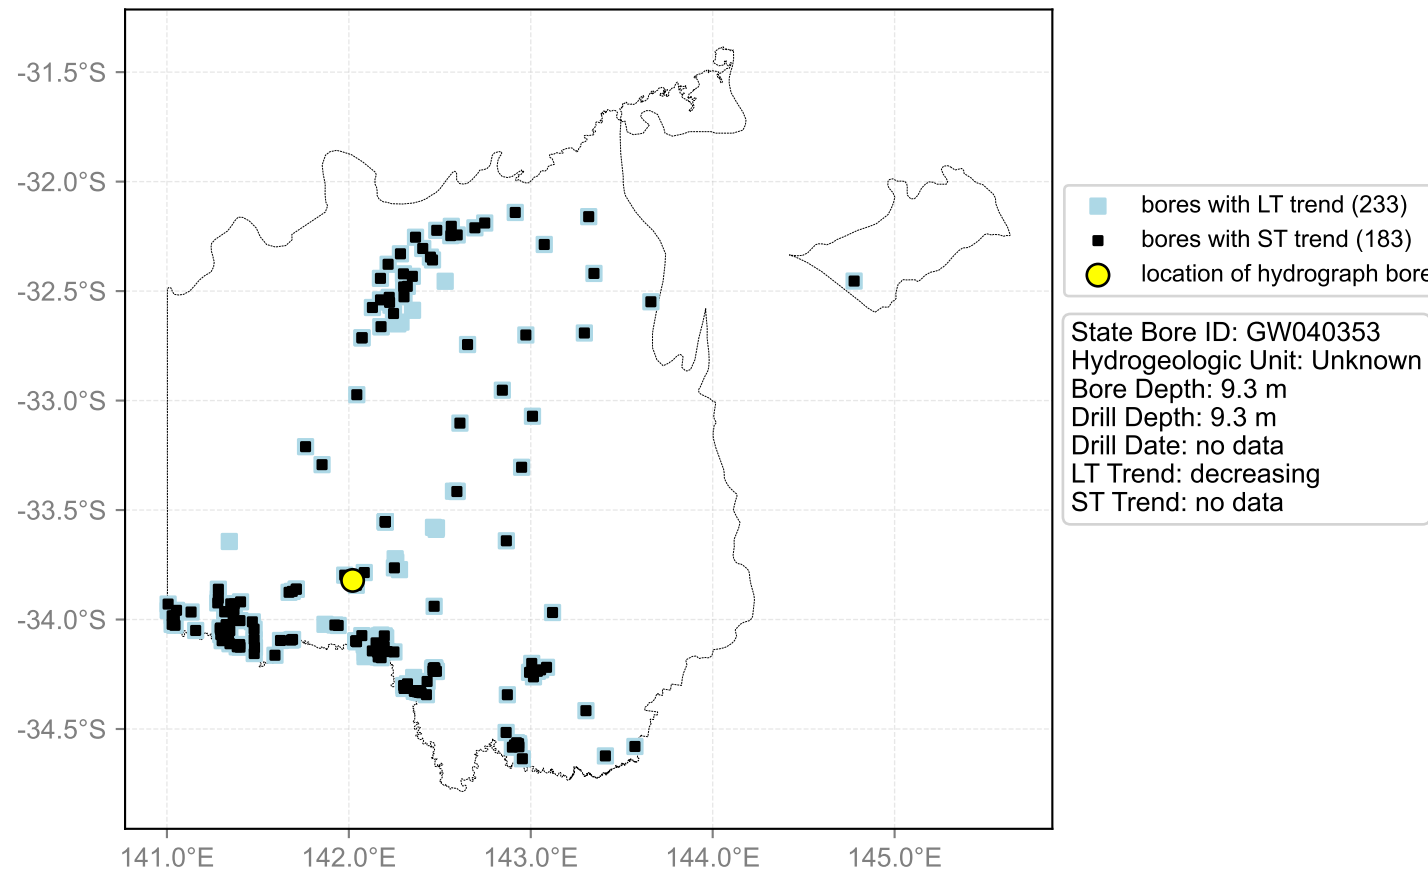 -31.5°S
-32.0°S
-32.5°S
-33.0°S
-33.5°S
-34.0°S
-34.5°S
141.0°E
142.0°E
143.0°E
144.0°E
145.0°E
bores with LT trend (233)
bores with ST trend (183)
location of hydrograph bore
State Bore ID: GW040353
Hydrogeologic Unit: Unknown
Bore Depth: 9.3 m
Drill Depth: 9.3 m
Drill Date: no data
LT Trend: decreasing
ST Trend: no data